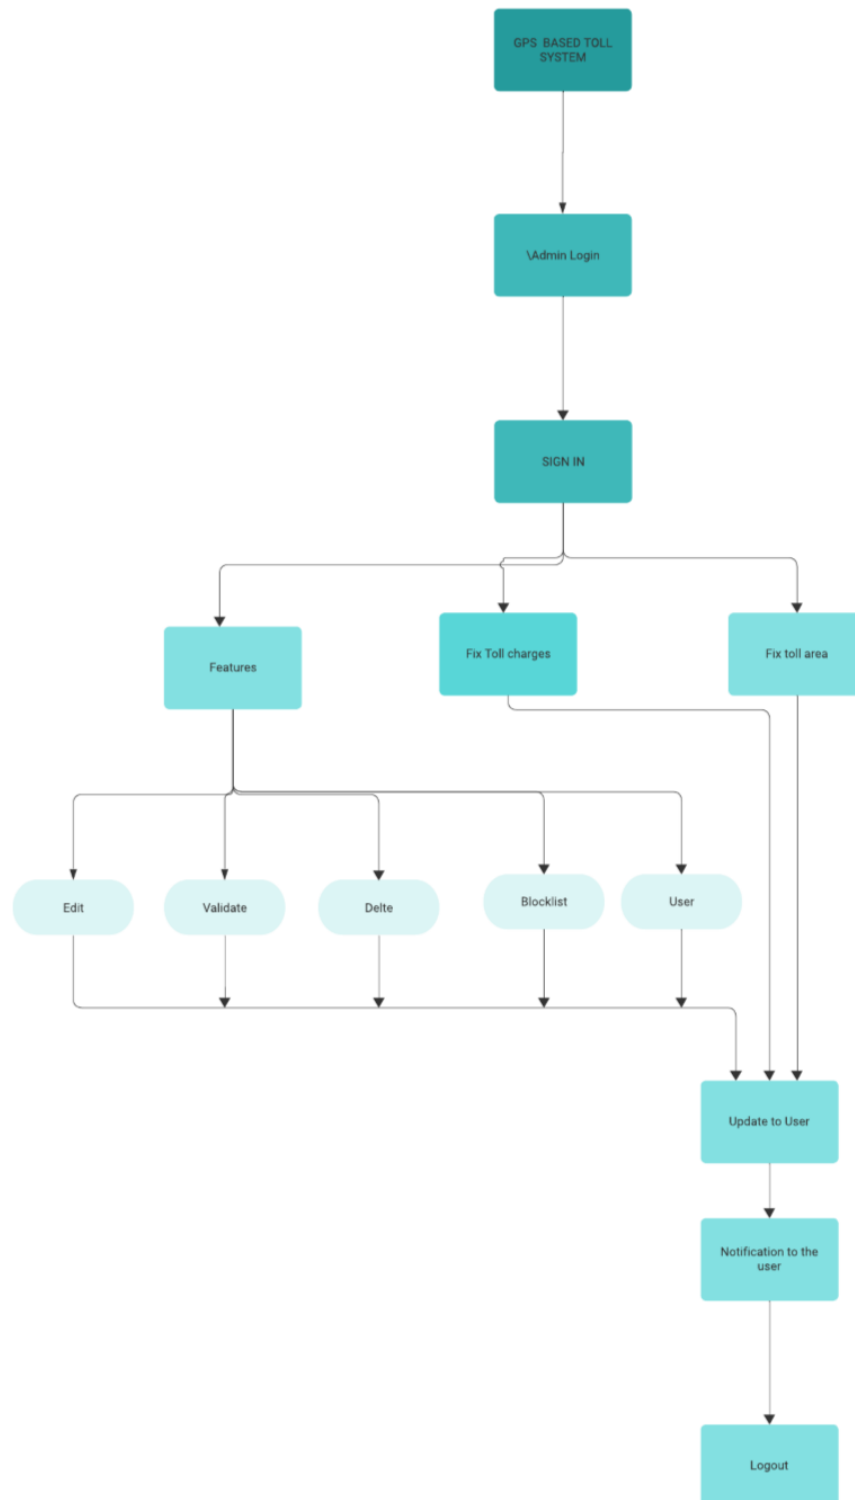 GPS BASED TOLL
SYSTEM
\Admin Login
SIGN IN
Features
Fix Toll charges
Fix toll area
Edit
Validate
Delte
Blocklist
User
Update to User
Notification to the
user
Logout